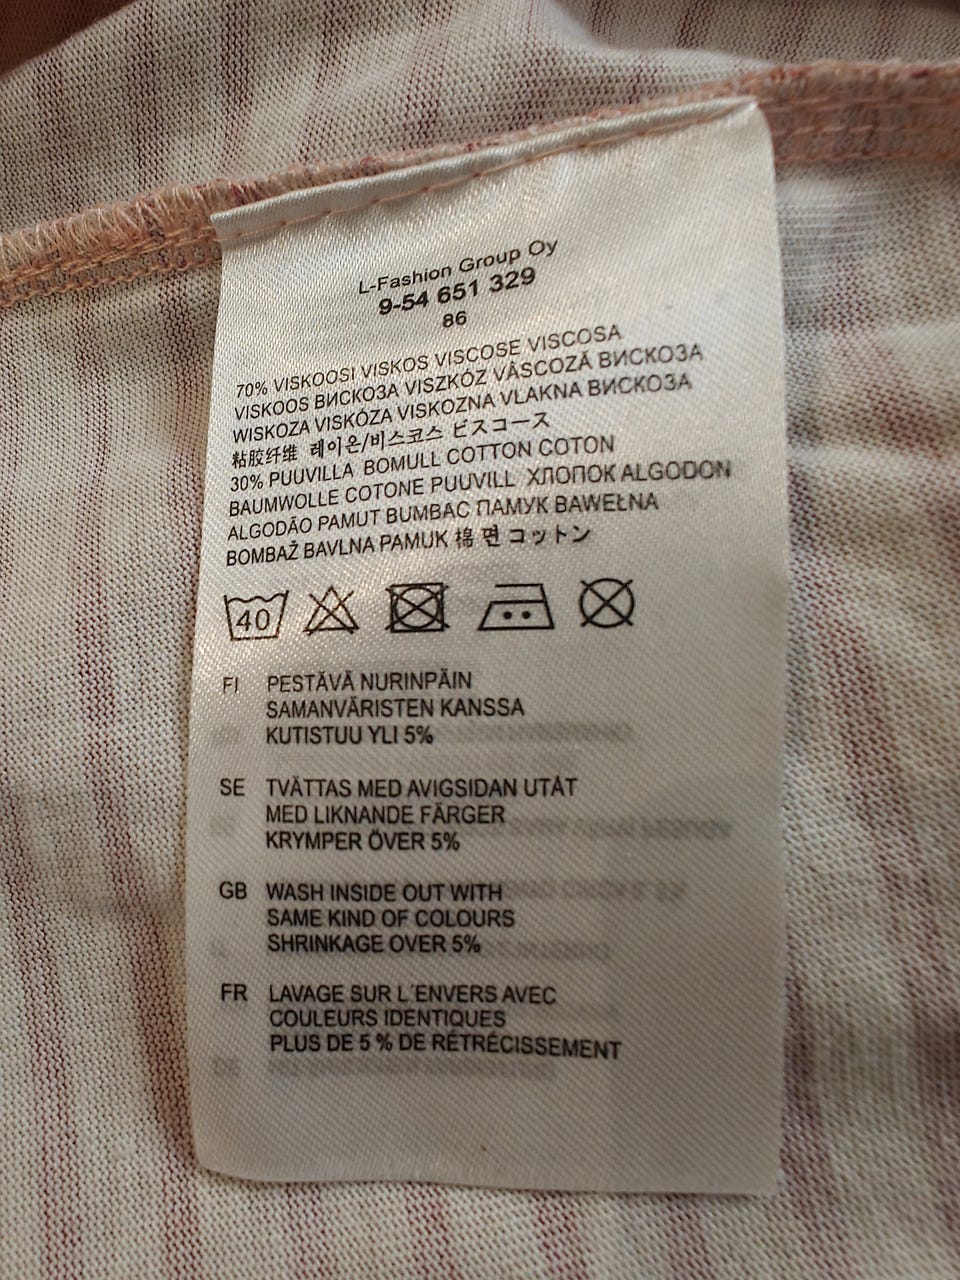 L-Fashion Group Oy
9-54 651 329
86
70% VISKOOSI VISKOS VISCOSE VISCOSA
VISKOOS ВИСКОЗА VISZKÓZ VÂSCOZĂ ВИСКОЗА
WISKOZA VISKÓZA VISKOZNA VLAKNA ВИСКОЗА
粘胶纤维 레이온/비스코스 ビスコース
30% PUUVILLA BOMULL COTTON COTON
BAUMWOLLE COTONE PUUVILL ХЛОПОК ALGODON
ALGODÃO PAMUT BUMBAC ПАМУК BAWEŁNA
BOMBAŽ BAVLNA PAMUK 棉 면 コットン
40
FI PESTÄVÄ NURINPÄIN
SAMANVÄRISTEN KANSSA
KUTISTUU YLI 5%
SE TVÄTTAS MED AVIGSIDAN UTÅT
MED LIKNANDE FÄRGER
KRYMPER ÖVER 5%
GB WASH INSIDE OUT WITH
SAME KIND OF COLOURS
SHRINKAGE OVER 5%
FR LAVAGE SUR L´ENVERS AVEC
COULEURS IDENTIQUES
PLUS DE 5 % DE RÉTRÉCISSEMENT